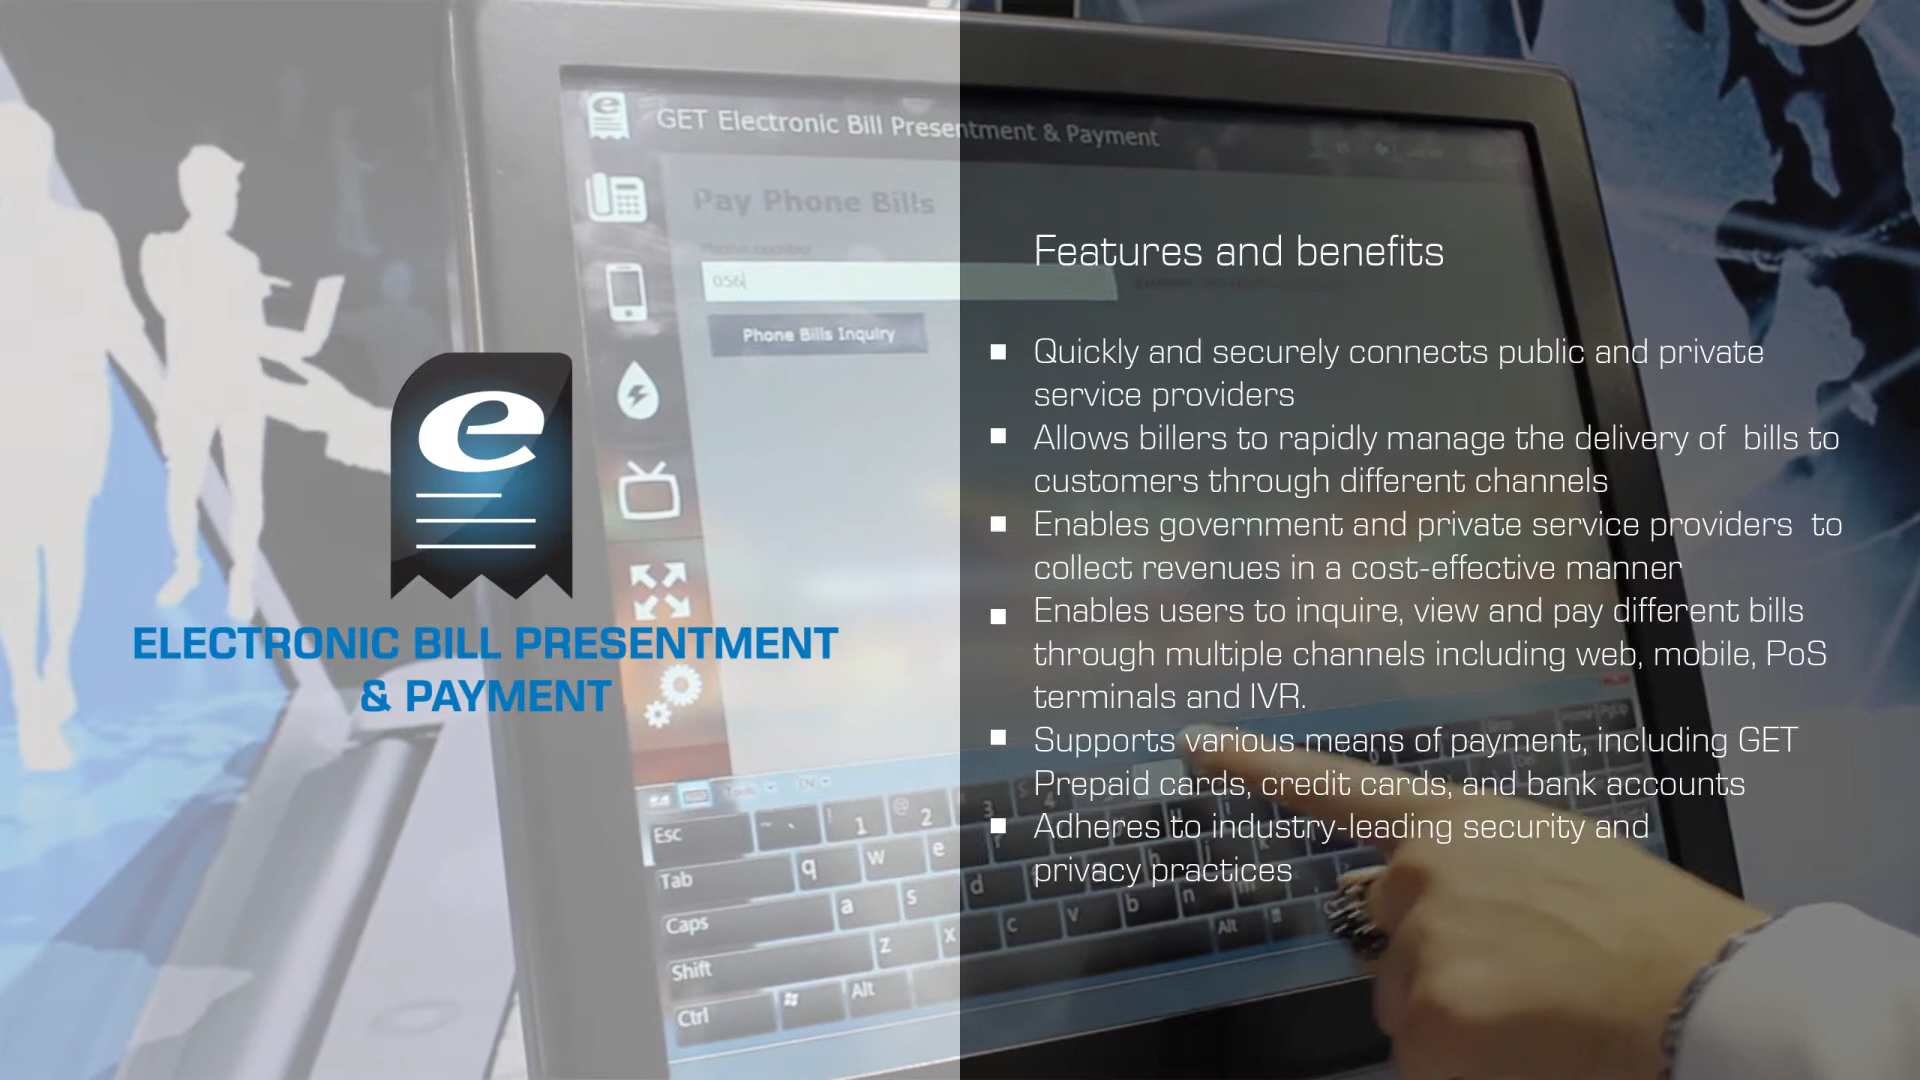 GET Electronic Bill Presentment & Payment
Pay Phone Bills
056
Phone Bills Inquiry
e
ELECTRONIC BILL PRESENTMENT
& PAYMENT
Features and benefits
Quickly and securely connects public and private
service providers
Allows billers to rapidly manage the delivery of bills to
customers through different channels
Enables government and private service providers to
collect revenues in a cost-effective manner
Enables users to inquire, view and pay different bills
through multiple channels including web, mobile, PoS
terminals and IVR.
Supports various means of payment, including GET
Prepaid cards, credit cards, and bank accounts
Adheres to industry-leading security and
privacy practices
Esc ~ ` ! 1 @ 2 3
Tab q w e
Caps a s d
Shift z x c v b n
Ctrl Alt Alt